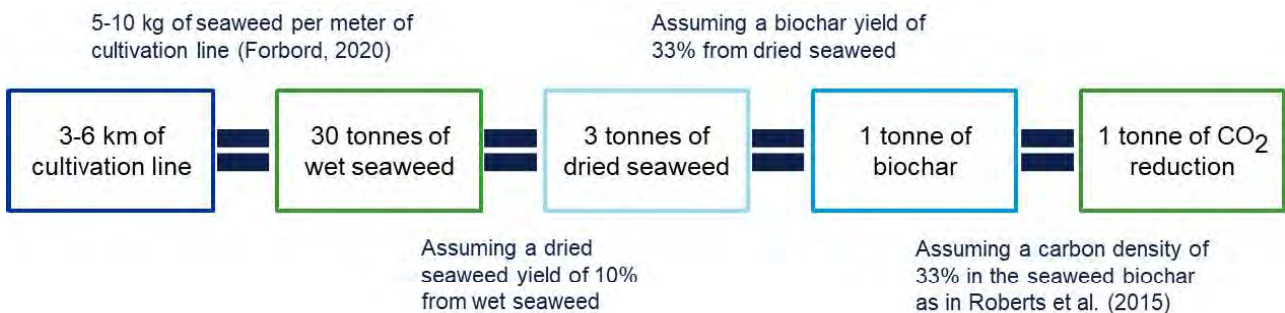 5-10 kg of seaweed per meter of
cultivation line (Forbord, 2020)
Assuming a biochar yield of
33% from dried seaweed
3-6 km of
cultivation line
30 tonnes of
wet seaweed
3 tonnes of
dried seaweed
1 tonne of
biochar
1 tonne of CO2
reduction
Assuming a dried
seaweed yield of 10%
from wet seaweed
Assuming a carbon density of
33% in the seaweed biochar
as in Roberts et al. (2015)